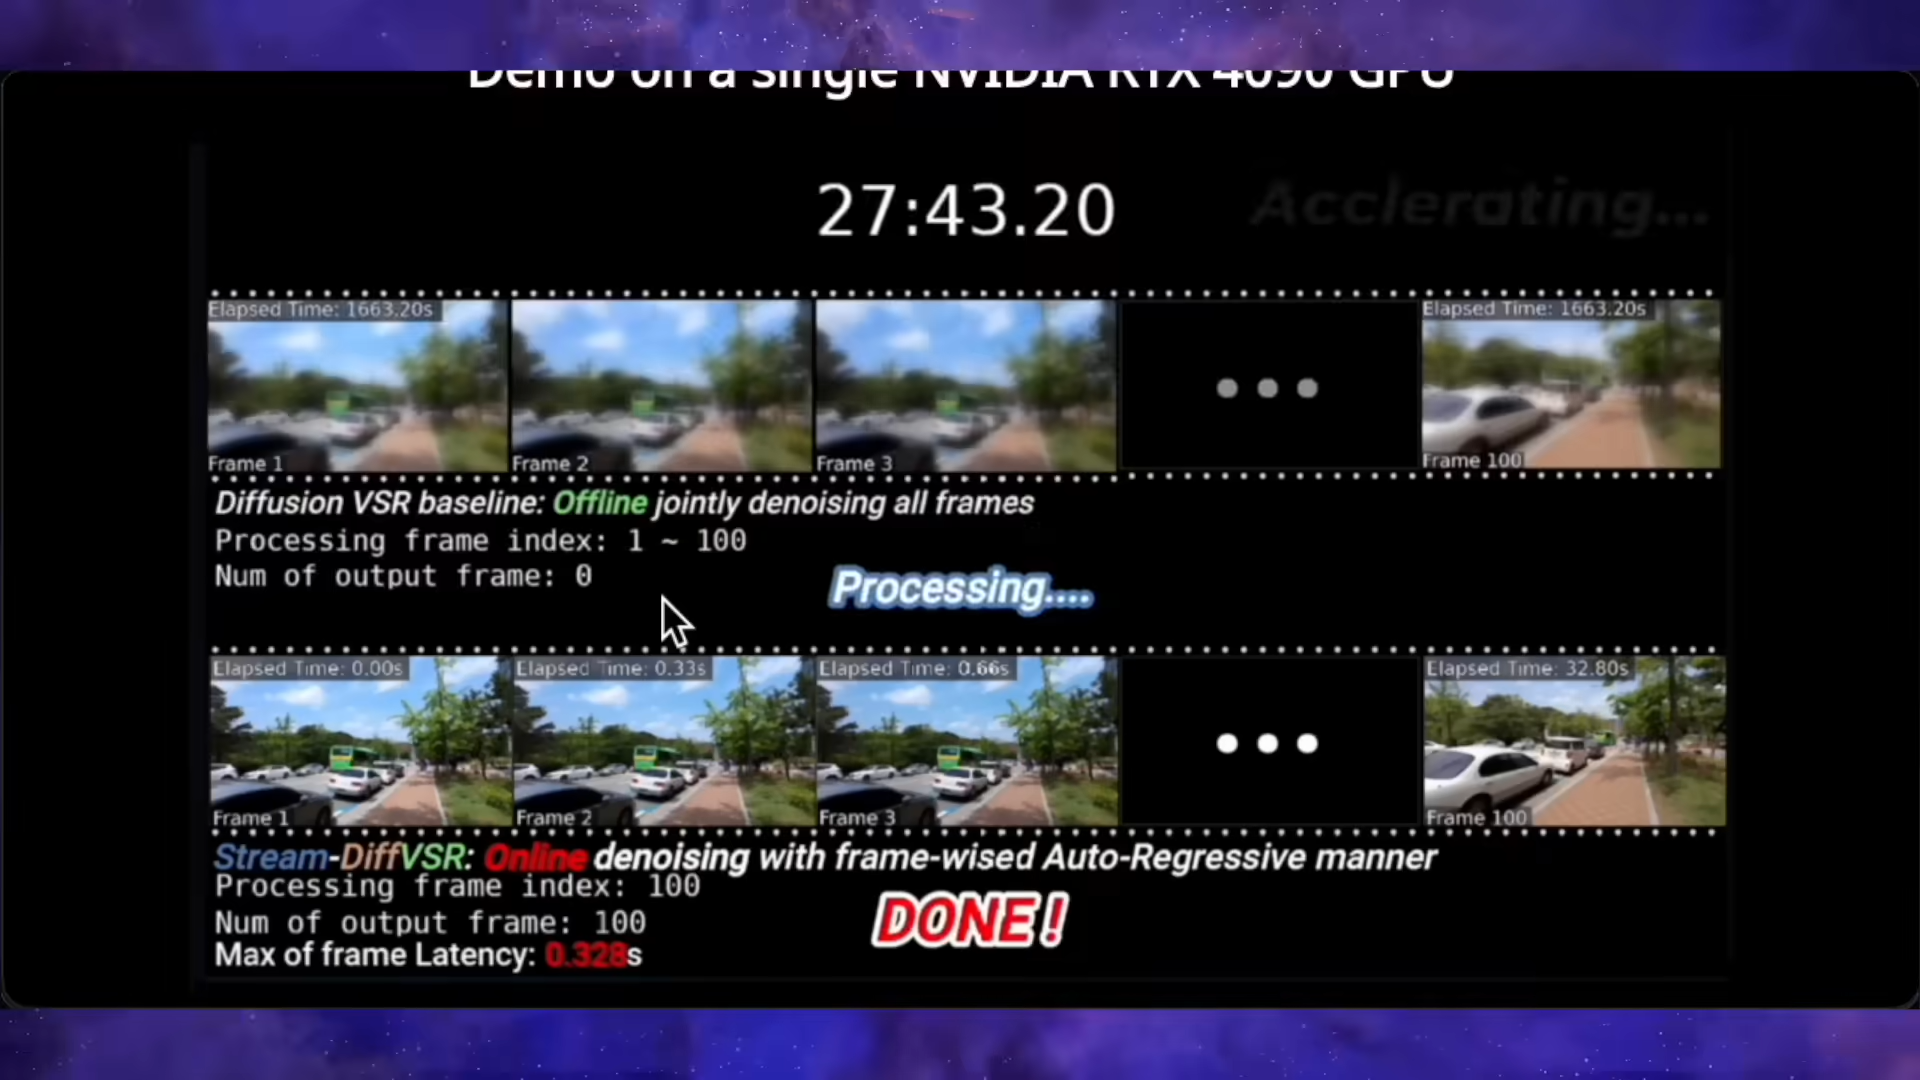 Demo on a single NVIDIA RTX 4090 GPU
27:43.20
Acclerating...
Elapsed Time: 1663.20s
Elapsed Time: 1663.20s
Frame 1
Frame 2
Frame 3
Frame 100
Diffusion VSR baseline: Offline jointly denoising all frames
Processing frame index: 1 ~ 100
Num of output frame: 0
Processing....
Elapsed Time: 0.00s
Elapsed Time: 0.33s
Elapsed Time: 0.66s
Elapsed Time: 32.80s
Frame 1
Frame 2
Frame 3
Frame 100
Stream-DiffVSR: Online denoising with frame-wised Auto-Regressive manner
Processing frame index: 100
Num of output frame: 100
DONE!
Max of frame Latency: 0.328s